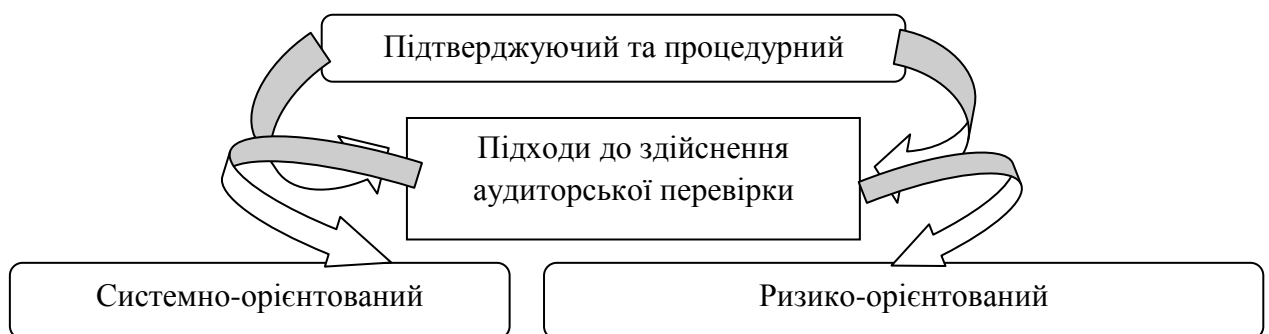 Підтверджуючий та процедурний
Підходи до здійснення
аудиторської перевірки
Системно-орієнтований
Ризико-орієнтований